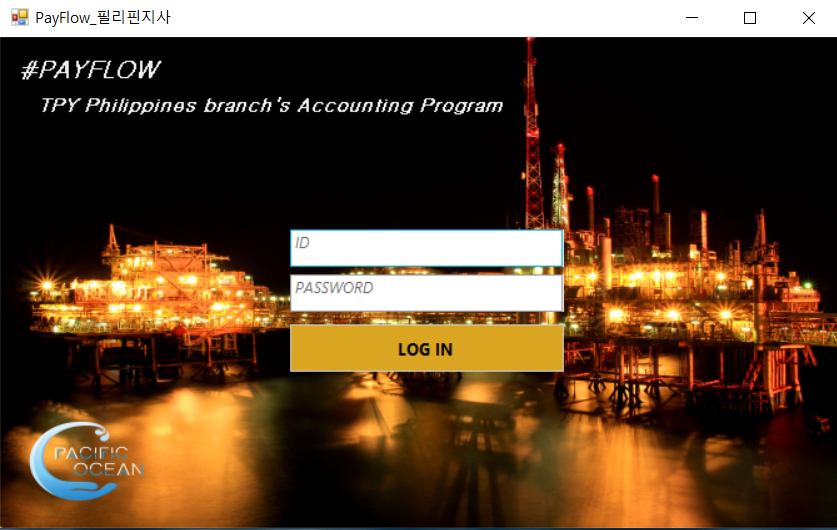 PayFlow_필리핀지사
#PAYFLOW
TPY Philippines branch's Accounting Program
ID
PASSWORD
LOG IN
PACIFIC
OCEAN